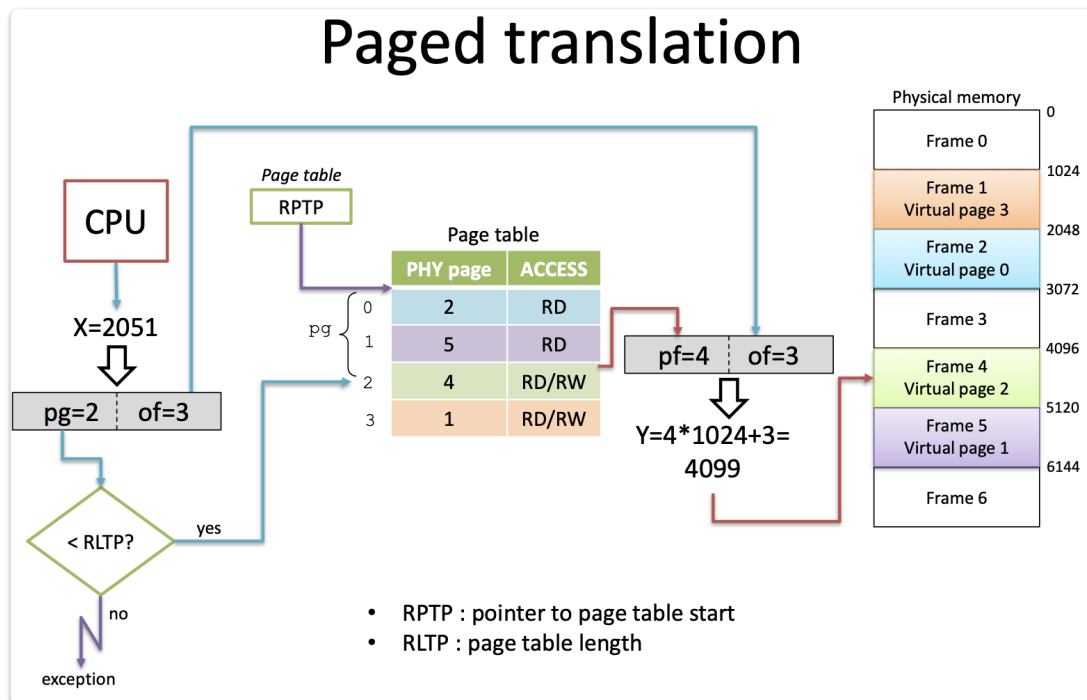 Paged translation
Physical memory
0
Frame 0
1024
Frame 1
Virtual page 3
2048
Frame 2
Virtual page 0
3072
Frame 3
4096
Frame 4
Virtual page 2
5120
Frame 5
Virtual page 1
6144
Frame 6
CPU
X=2051
pg=2 of=3
< RLTP?
yes
no
exception
Page table
RPTP
Page table
PHY page ACCESS
pg
0 2 RD
1 5 RD
2 4 RD/RW
3 1 RD/RW
pf=4 of=3
Y=4*1024+3=
4099
• RPTP : pointer to page table start
• RLTP : page table length